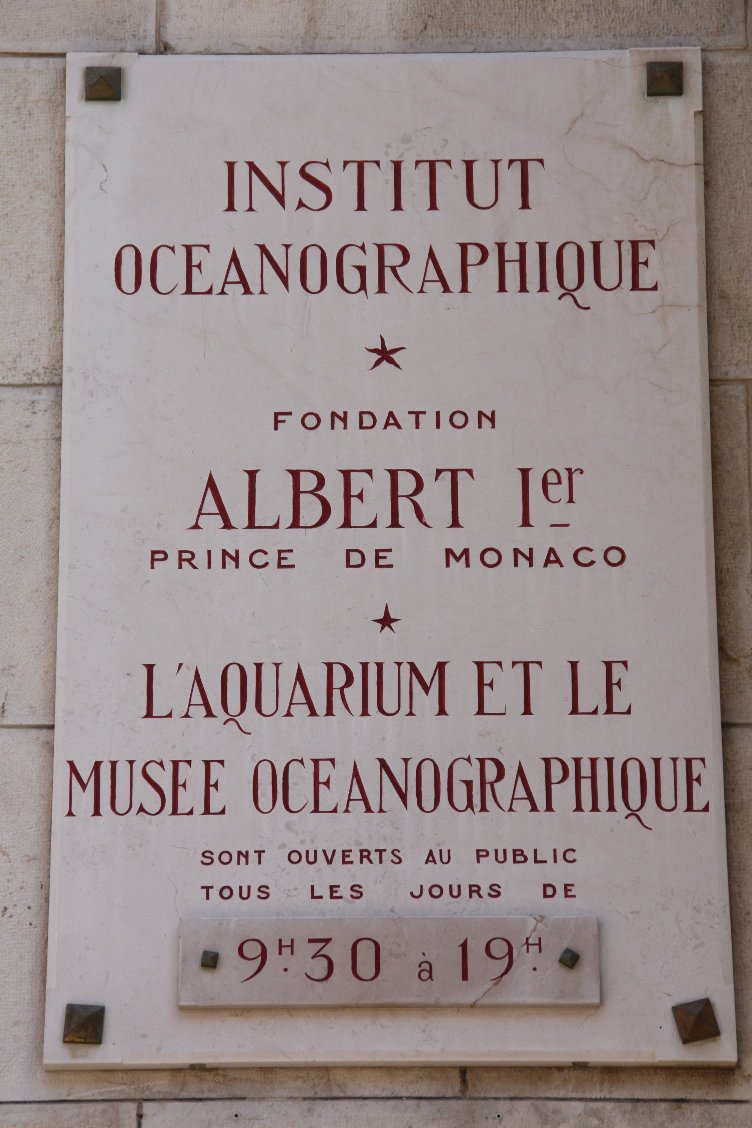 INSTITUT
OCEANOGRAPHIQUE
FONDATION
ALBERT Ier
PRINCE DE MONACO
L'AQUARIUM ET LE
MUSEE OCEANOGRAPHIQUE
SONT OUVERTS AU PUBLIC
TOUS LES JOURS DE
9H.30 à 19H.